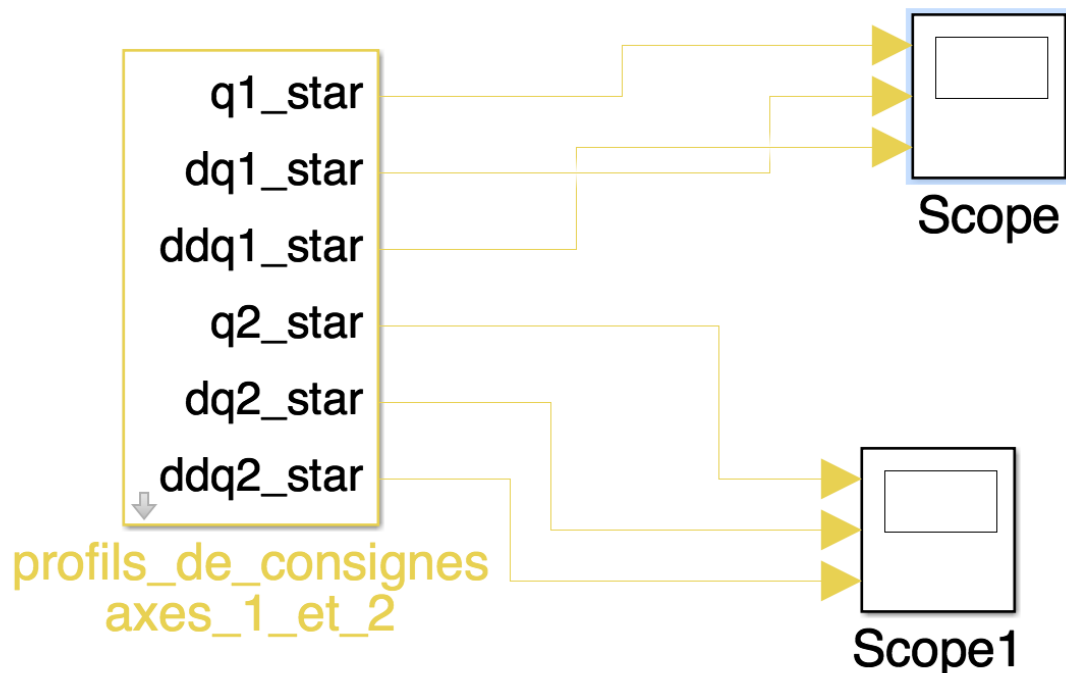 q1_star
dq1_star
ddq1_star
q2_star
dq2_star
ddq2_star
profils_de_consignes
axes_1_et_2
Scope
Scope1